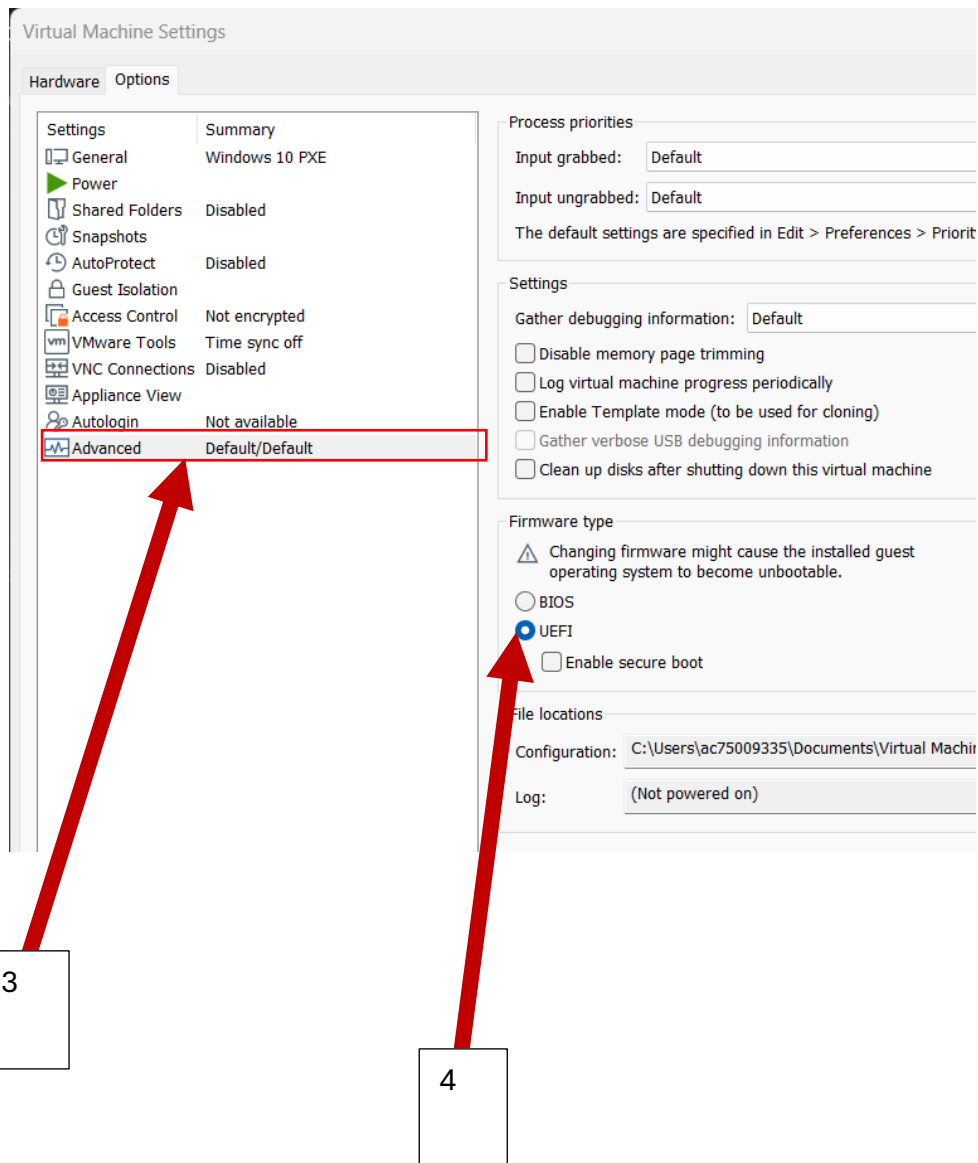 Virtual Machine Settings
Hardware Options
Settings Summary
General Windows 10 PXE
Power
Shared Folders Disabled
Snapshots
AutoProtect Disabled
Guest Isolation
Access Control Not encrypted
vm VMware Tools Time sync off
VNC Connections Disabled
Appliance View
Autologin Not available
Advanced Default/Default
Process priorities
Input grabbed: Default
Input ungrabbed: Default
The default settings are specified in Edit > Preferences > Priorit
Settings
Gather debugging information: Default
Disable memory page trimming
Log virtual machine progress periodically
Enable Template mode (to be used for cloning)
Gather verbose USB debugging information
Clean up disks after shutting down this virtual machine
Firmware type
Changing firmware might cause the installed guest
operating system to become unbootable.
BIOS
UEFI
Enable secure boot
File locations
Configuration: C:\Users\ac75009335\Documents\Virtual Machin
Log: (Not powered on)
3
4